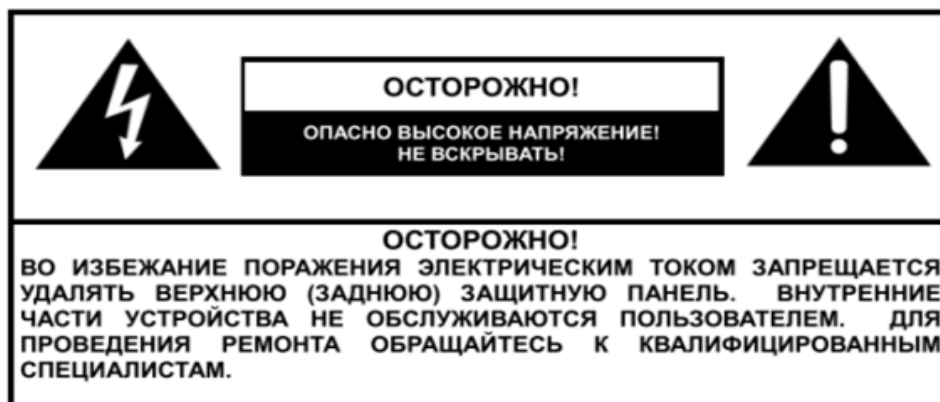 ОСТОРОЖНО!
ОПАСНО ВЫСОКОЕ НАПРЯЖЕНИЕ!
НЕ ВСКРЫВАТЬ!
ОСТОРОЖНО!
ВО ИЗБЕЖАНИЕ ПОРАЖЕНИЯ ЭЛЕКТРИЧЕСКИМ ТОКОМ ЗАПРЕЩАЕТСЯ
УДАЛЯТЬ ВЕРХНЮЮ (ЗАДНЮЮ) ЗАЩИТНУЮ ПАНЕЛЬ. ВНУТРЕННИЕ
ЧАСТИ УСТРОЙСТВА НЕ ОБСЛУЖИВАЮТСЯ ПОЛЬЗОВАТЕЛЕМ. ДЛЯ
ПРОВЕДЕНИЯ РЕМОНТА ОБРАЩАЙТЕСЬ К КВАЛИФИЦИРОВАННЫМ
СПЕЦИАЛИСТАМ.